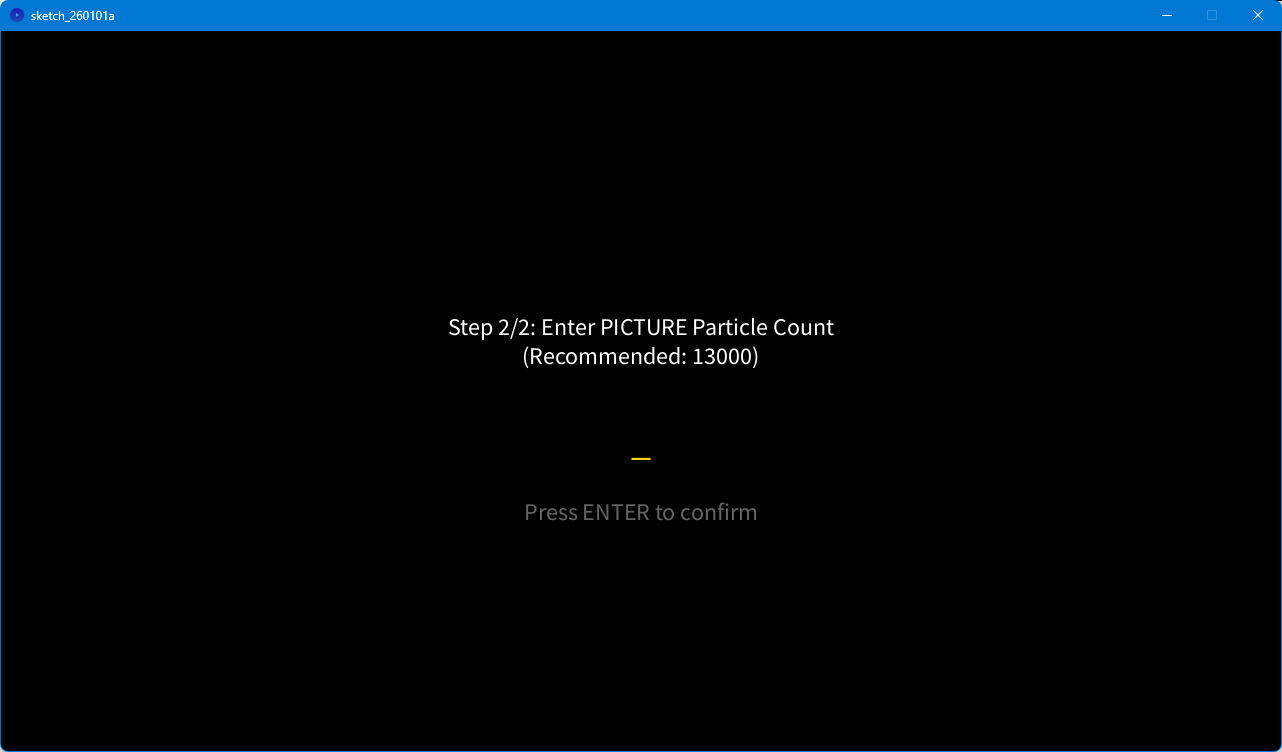 sketch_260101a
Step 2/2: Enter PICTURE Particle Count
(Recommended: 13000)
_
Press ENTER to confirm